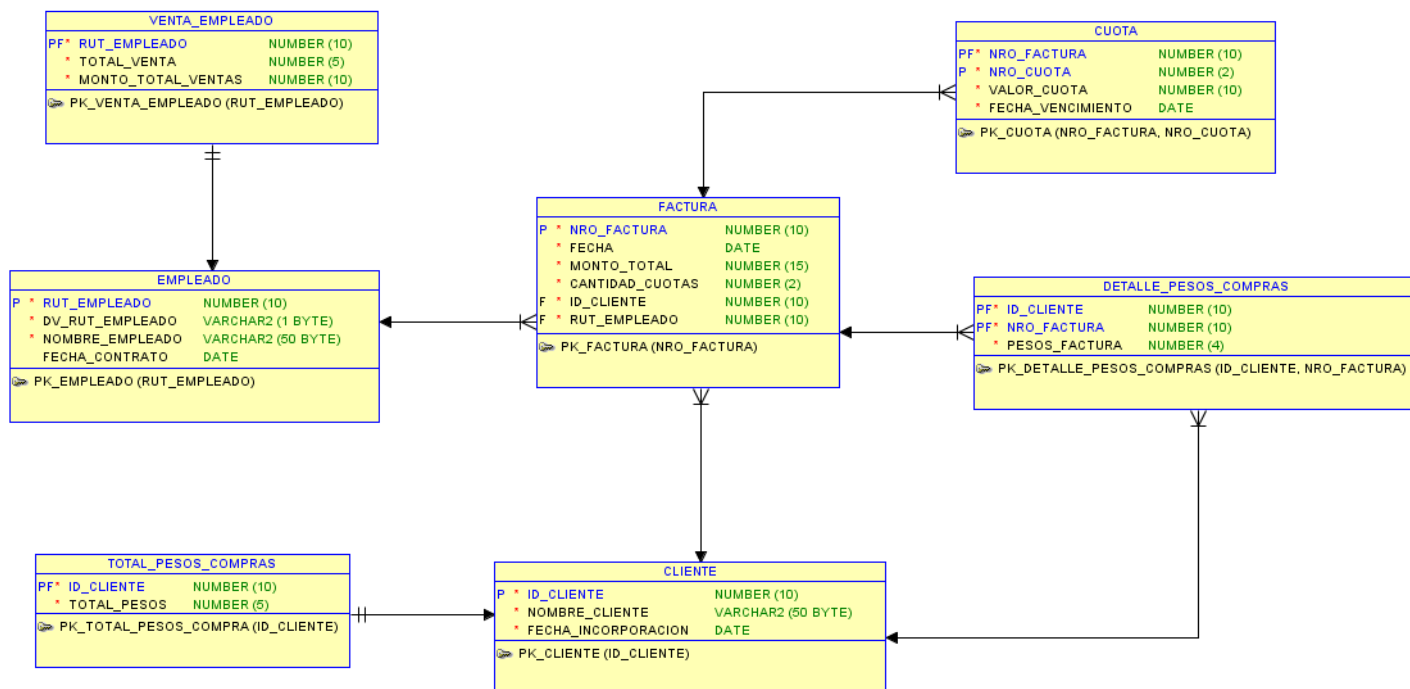 VENTA_EMPLEADO
PF* RUT_EMPLEADO NUMBER (10)
* TOTAL_VENTA NUMBER (5)
* MONTO_TOTAL_VENTAS NUMBER (10)
PK_VENTA_EMPLEADO (RUT_EMPLEADO)
CUOTA
PF* NRO_FACTURA NUMBER (10)
P * NRO_CUOTA NUMBER (2)
* VALOR_CUOTA NUMBER (10)
* FECHA_VENCIMIENTO DATE
PK_CUOTA (NRO_FACTURA, NRO_CUOTA)
FACTURA
P * NRO_FACTURA NUMBER (10)
* FECHA DATE
* MONTO_TOTAL NUMBER (15)
* CANTIDAD_CUOTAS NUMBER (2)
F * ID_CLIENTE NUMBER (10)
F * RUT_EMPLEADO NUMBER (10)
PK_FACTURA (NRO_FACTURA)
EMPLEADO
P * RUT_EMPLEADO NUMBER (10)
* DV_RUT_EMPLEADO VARCHAR2 (1 BYTE)
* NOMBRE_EMPLEADO VARCHAR2 (50 BYTE)
FECHA_CONTRATO DATE
PK_EMPLEADO (RUT_EMPLEADO)
DETALLE_PESOS_COMPRAS
PF* ID_CLIENTE NUMBER (10)
PF* NRO_FACTURA NUMBER (10)
* PESOS_FACTURA NUMBER (4)
PK_DETALLE_PESOS_COMPRAS (ID_CLIENTE, NRO_FACTURA)
TOTAL_PESOS_COMPRAS
PF* ID_CLIENTE NUMBER (10)
* TOTAL_PESOS NUMBER (5)
PK_TOTAL_PESOS_COMPRA (ID_CLIENTE)
CLIENTE
P * ID_CLIENTE NUMBER (10)
* NOMBRE_CLIENTE VARCHAR2 (50 BYTE)
* FECHA_INCORPORACION DATE
PK_CLIENTE (ID_CLIENTE)